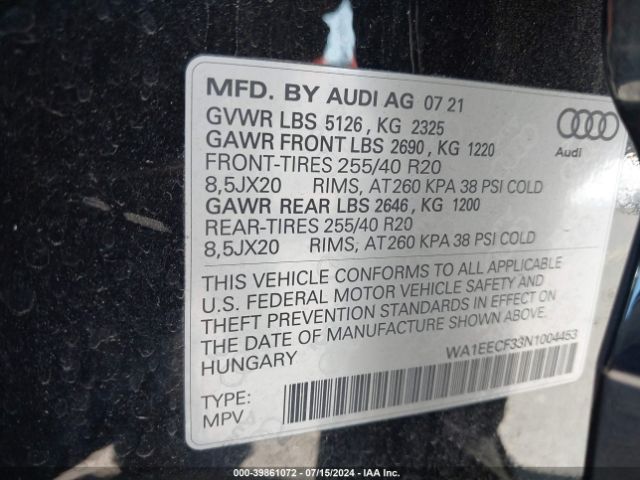 MFD. BY AUDI AG 07 21
GVWR LBS 5126 , KG 2325
GAWR FRONT LBS 2690 , KG 1220
FRONT-TIRES 255/40 R20
8,5JX20 RIMS, AT 260 KPA 38 PSI COLD
GAWR REAR LBS 2646 , KG 1200
REAR-TIRES 255/40 R20
8,5JX20 RIMS, AT 260 KPA 38 PSI COLD
Audi
THIS VEHICLE CONFORMS TO ALL APPLICABLE
U.S. FEDERAL MOTOR VEHICLE SAFETY AND
THEFT PREVENTION STANDARDS IN EFFECT ON
THE DATE OF MANUFACTURE SHOWN ABOVE.
HUNGARY
WA1EECF33N1004453
TYPE:
MPV
000-39861072 - 07/15/2024 - IAA Inc.